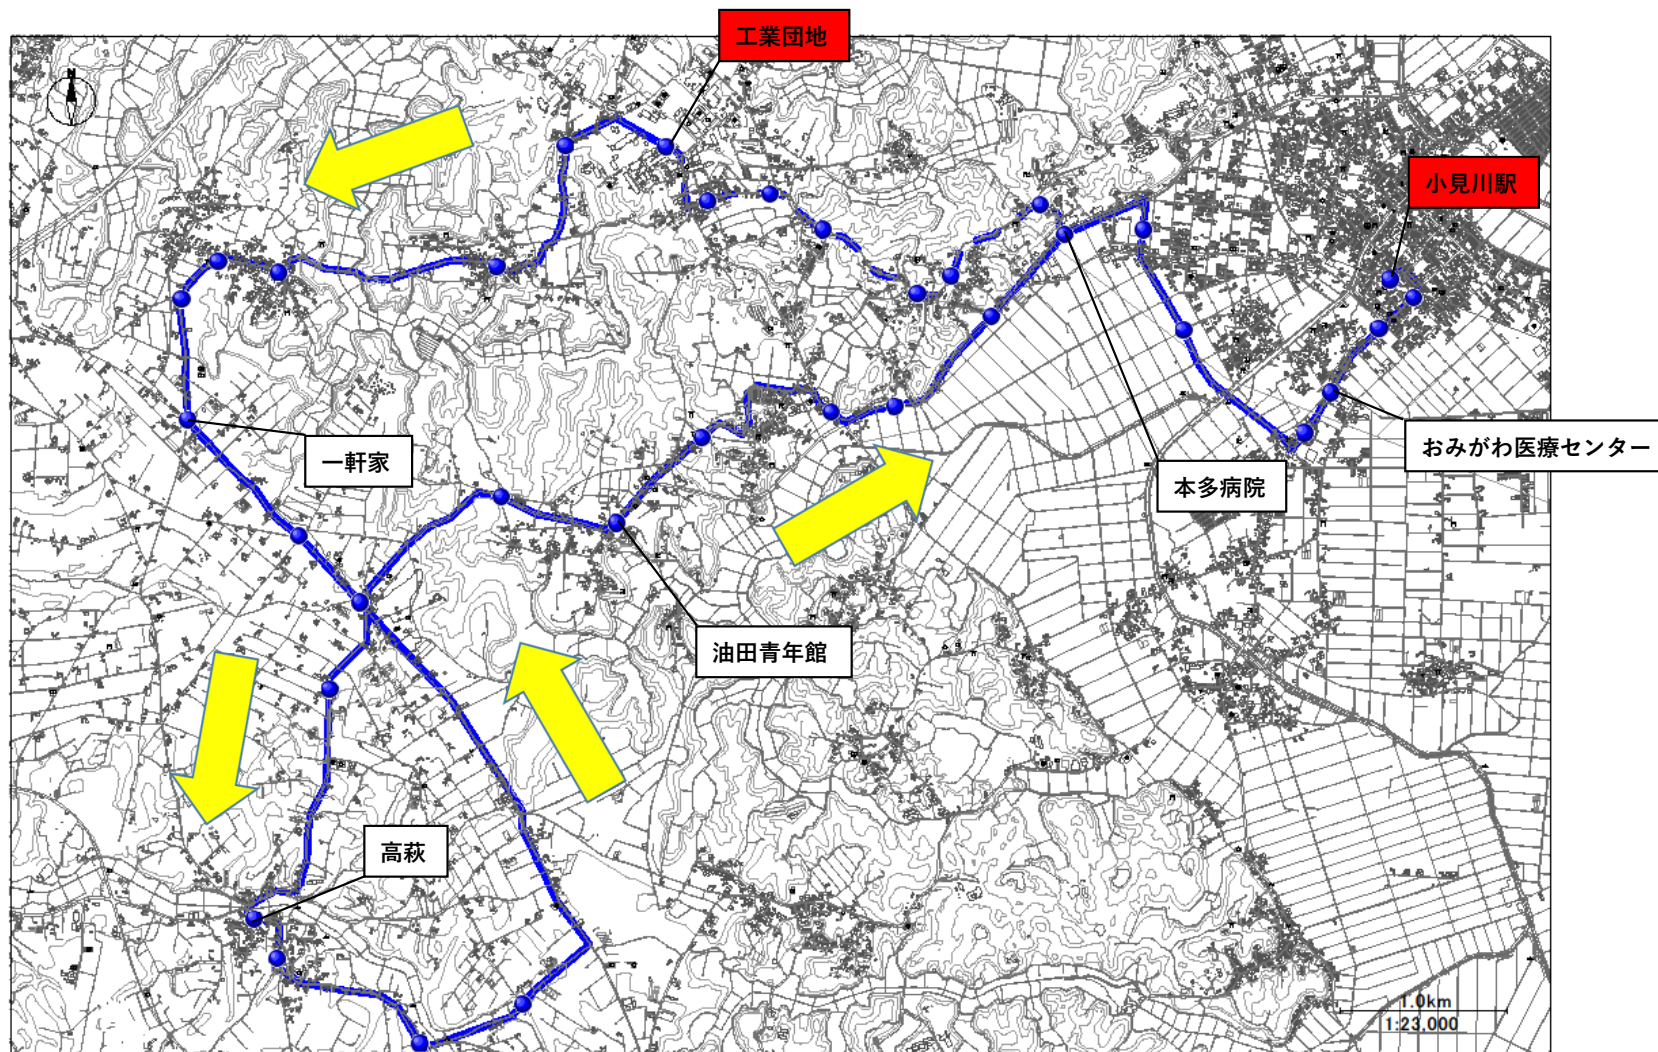 工業団地
N
小見川駅
一軒家
おみがわ医療センター
本多病院
油田青年館
高萩
1.0km
1:23,000